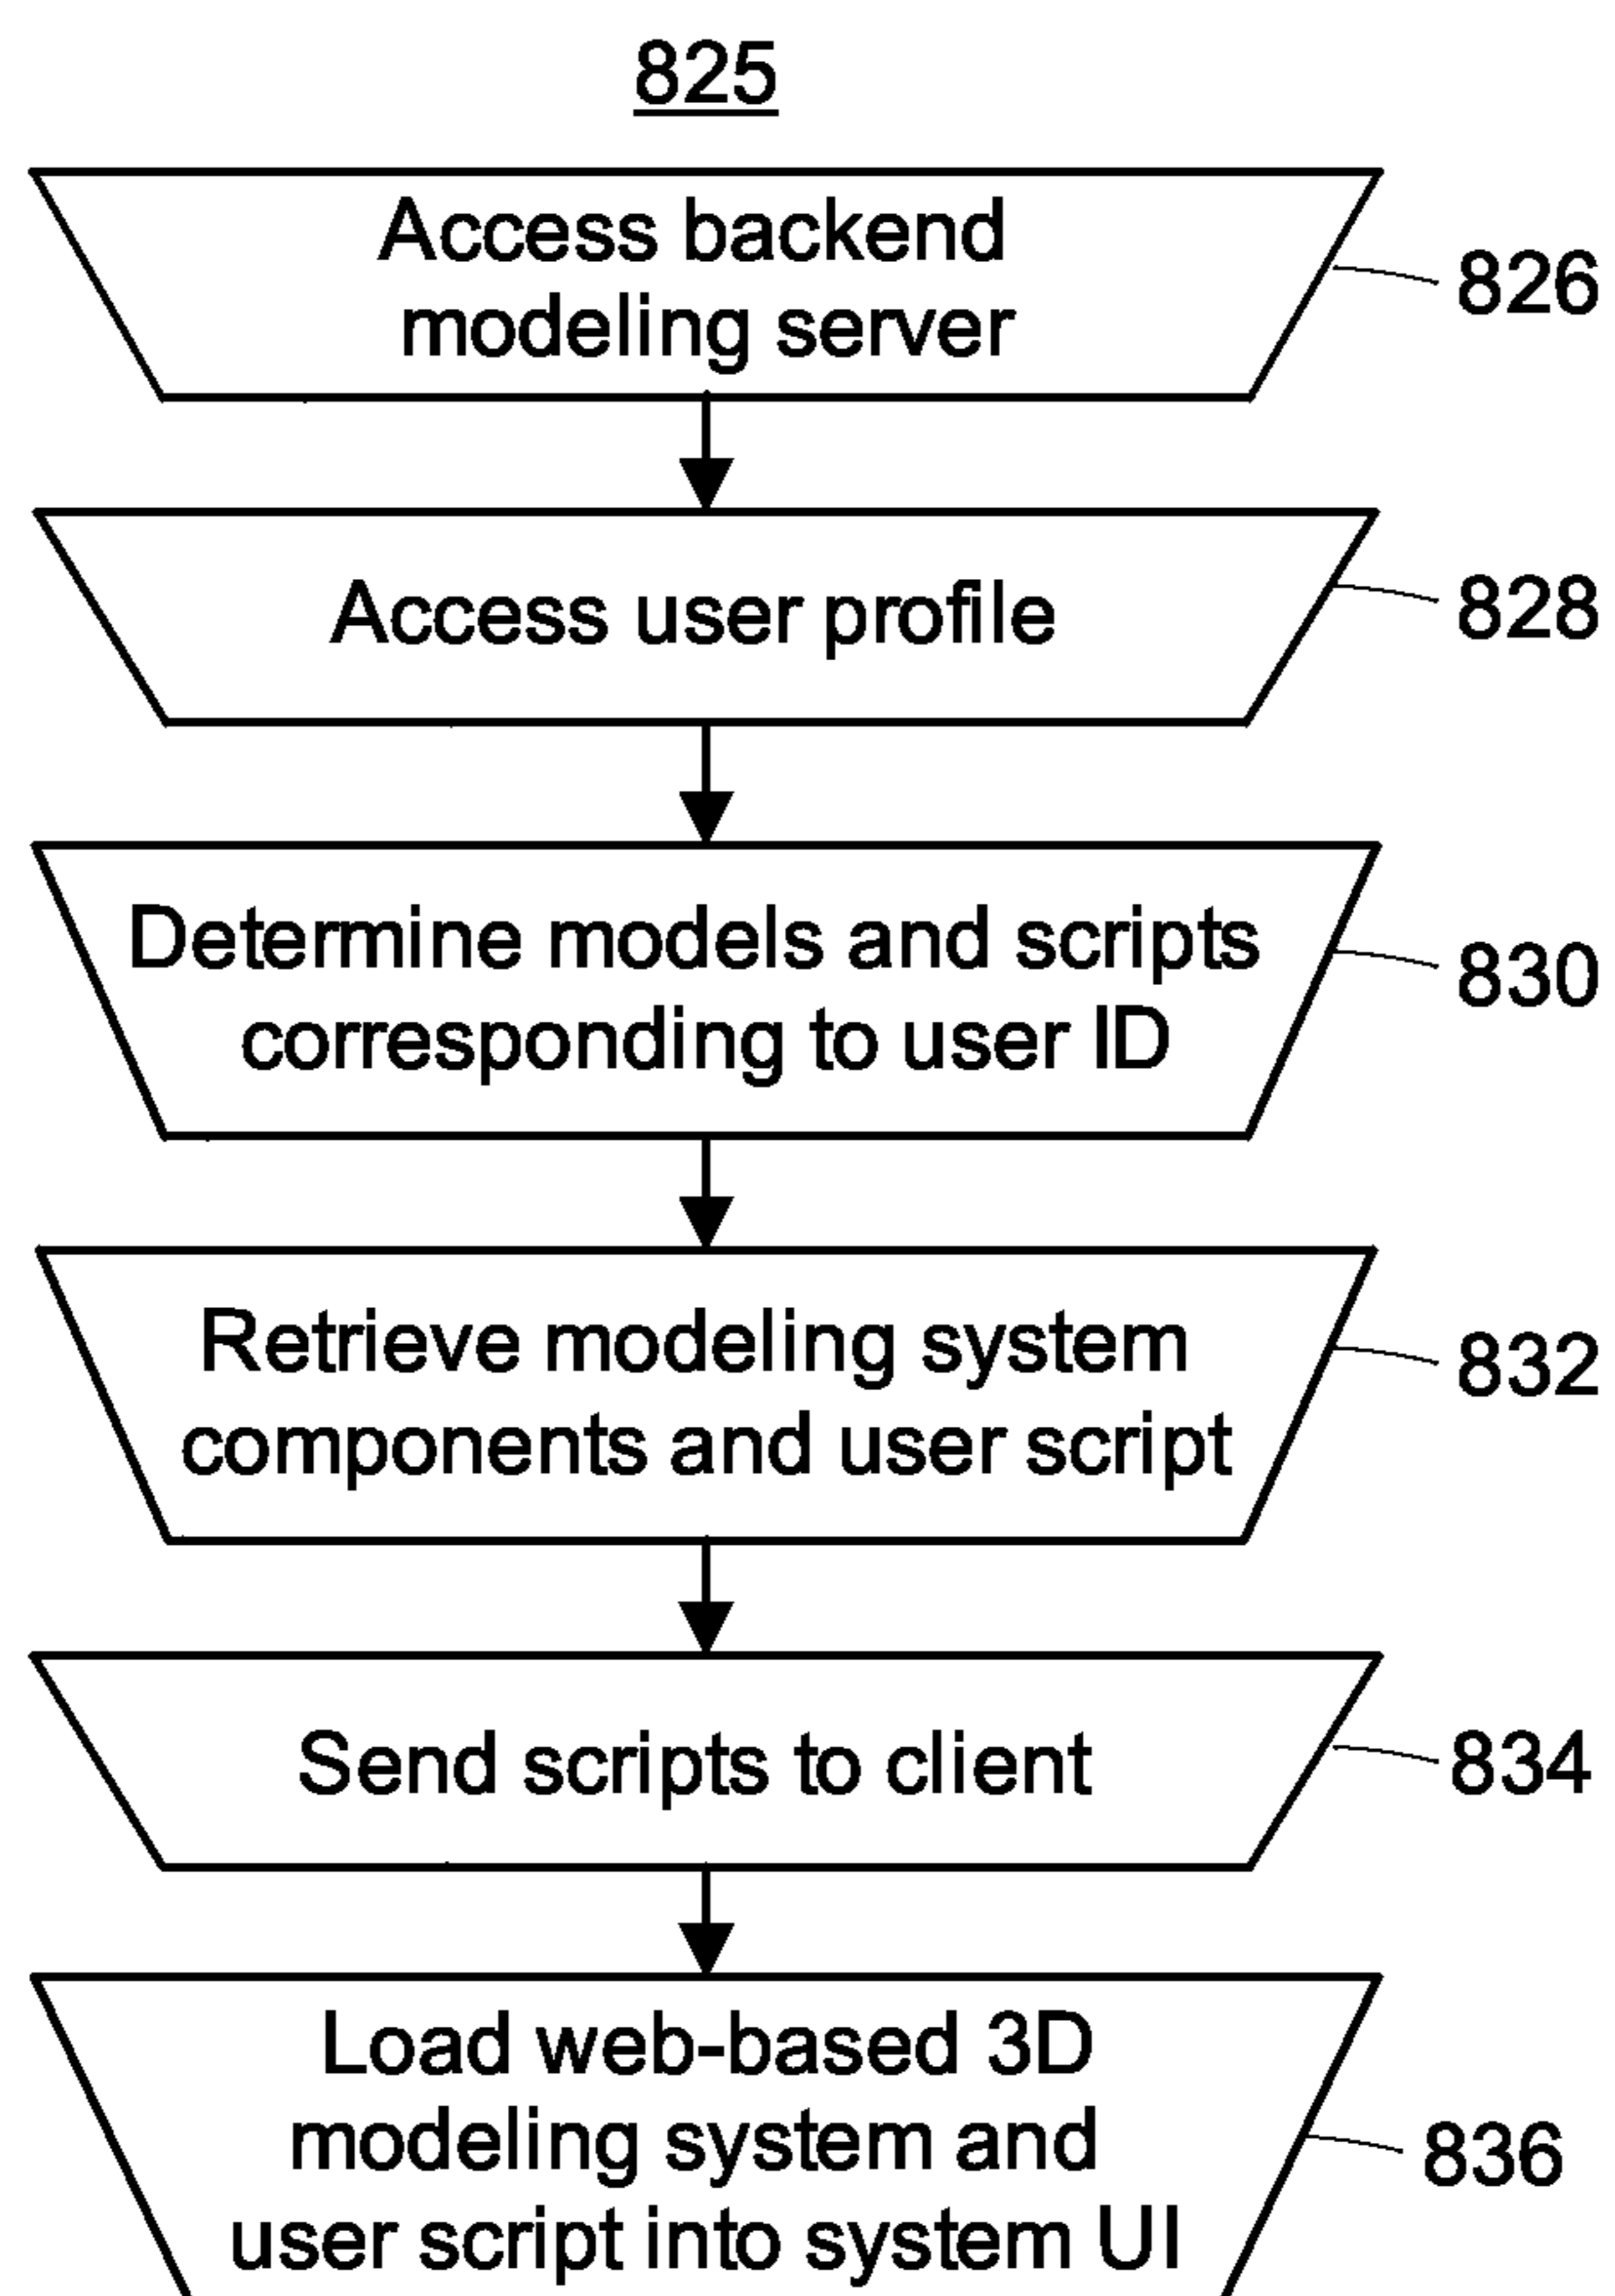 825
Access backend
modeling server
826
Access user profile
828
Determine models and scripts
corresponding to user ID
830
Retrieve modeling system
components and user script
832
Send scripts to client
834
Load web-based 3D
modeling system and
user script into system UI
836